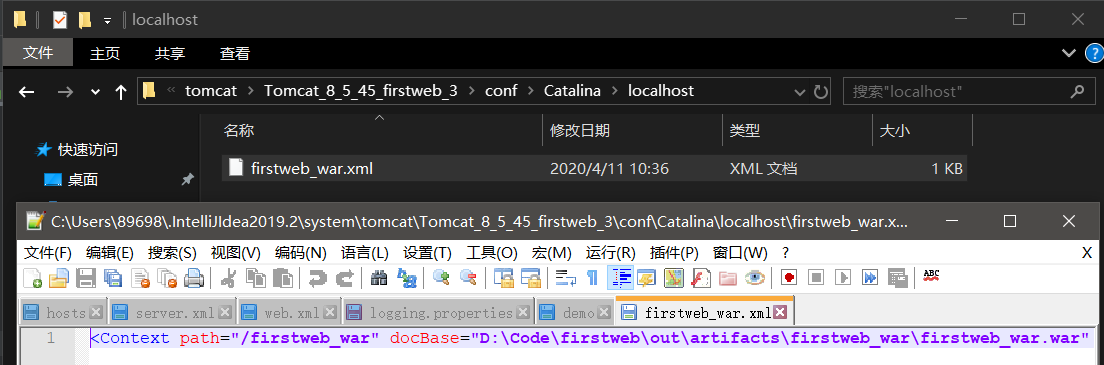 localhost
文件 主页 共享 查看
« tomcat > Tomcat_8_5_45_firstweb_3 > conf > Catalina > localhost 搜索"localhost"
名称 修改日期 类型 大小
快速访问
firstweb_war.xml 2020/4/11 10:36 XML 文档 1 KB
桌面
C:\Users\89698\.IntelliJIdea2019.2\system\tomcat\Tomcat_8_5_45_firstweb_3\conf\Catalina\localhost\firstweb_war.x...
文件(F) 编辑(E) 搜索(S) 视图(V) 编码(N) 语言(L) 设置(T) 工具(O) 宏(M) 运行(R) 插件(P) 窗口(W) ? X
ABC
hosts server.xml web.xml logging.properties demo firstweb_war.xml
1 <Context path="/firstweb_war" docBase="D:\Code\firstweb\out\artifacts\firstweb_war\firstweb_war.war"